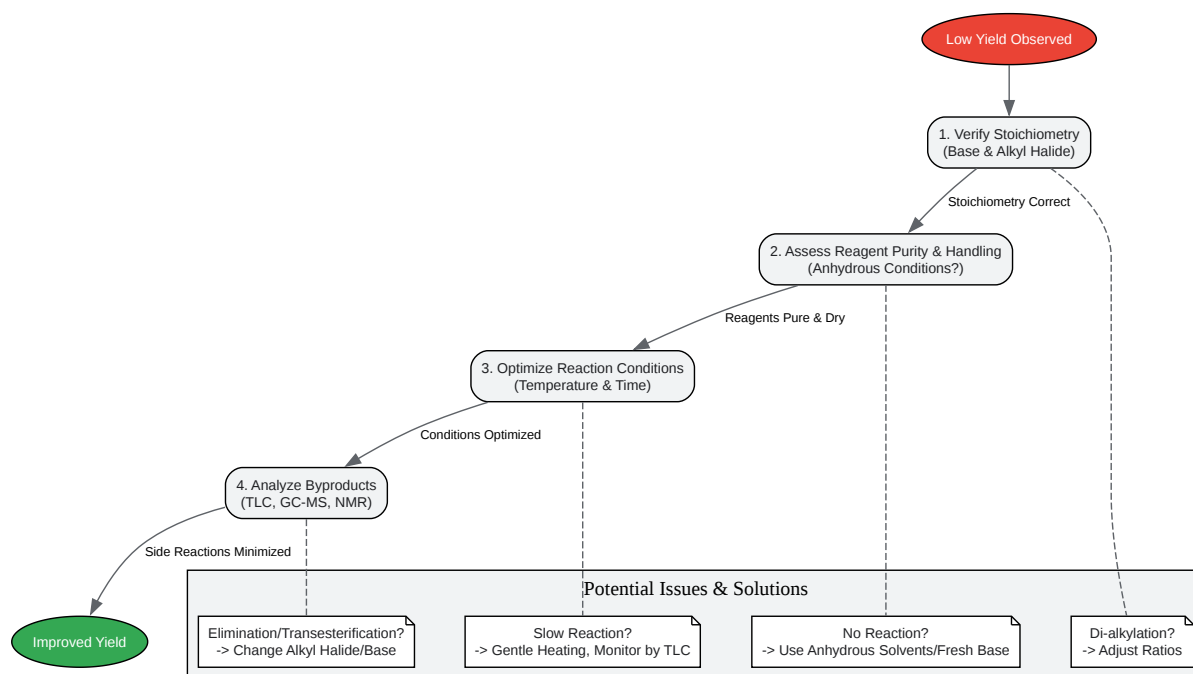 Low Yield Observed
1. Verify Stoichiometry
(Base & Alkyl Halide)
Stoichiometry Correct
2. Assess Reagent Purity & Handling
(Anhydrous Conditions?)
Reagents Pure & Dry
3. Optimize Reaction Conditions
(Temperature & Time)
Conditions Optimized
4. Analyze Byproducts
(TLC, GC-MS, NMR)
Side Reactions Minimized
Improved Yield
Potential Issues & Solutions
Elimination/Transesterification?
-> Change Alkyl Halide/Base
Slow Reaction?
-> Gentle Heating, Monitor by TLC
No Reaction?
-> Use Anhydrous Solvents/Fresh Base
Di-alkylation?
-> Adjust Ratios